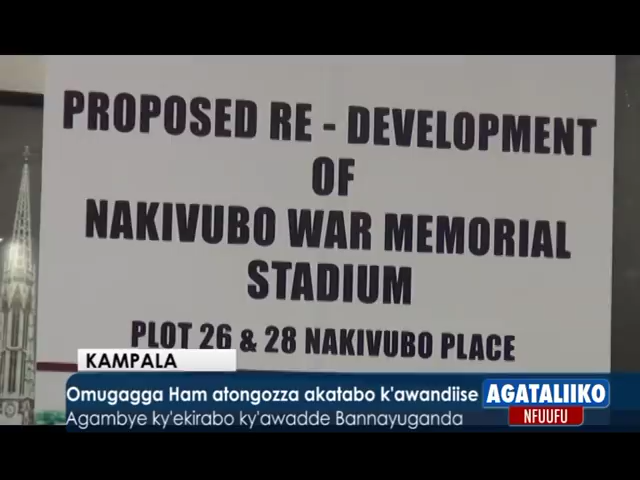 PROPOSED RE - DEVELOPMENT
OF
NAKIVUBO WAR MEMORIAL
STADIUM
PLOT 26 & 28 NAKIVUBO PLACE
KAMPALA
Omugagga Ham atongozza akatabo k'awandiise
Agambye ky'ekirabo ky'awadde Bannayuganda
AGATALIIKO
NFUUFU